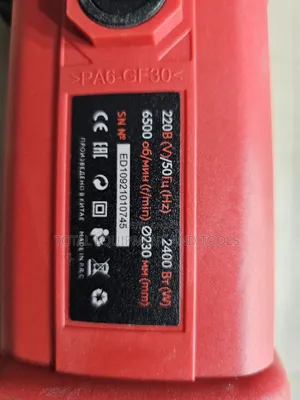 >PA6-GF30<
220В (V)/50Гц (Hz) 2400 Вт (W)
6500 об/мин (r/min) Ø230 мм (mm)
SN № ED10921010745
ПРОИЗВЕДЕНО В КИТАЕ
MADE IN P.R.C.